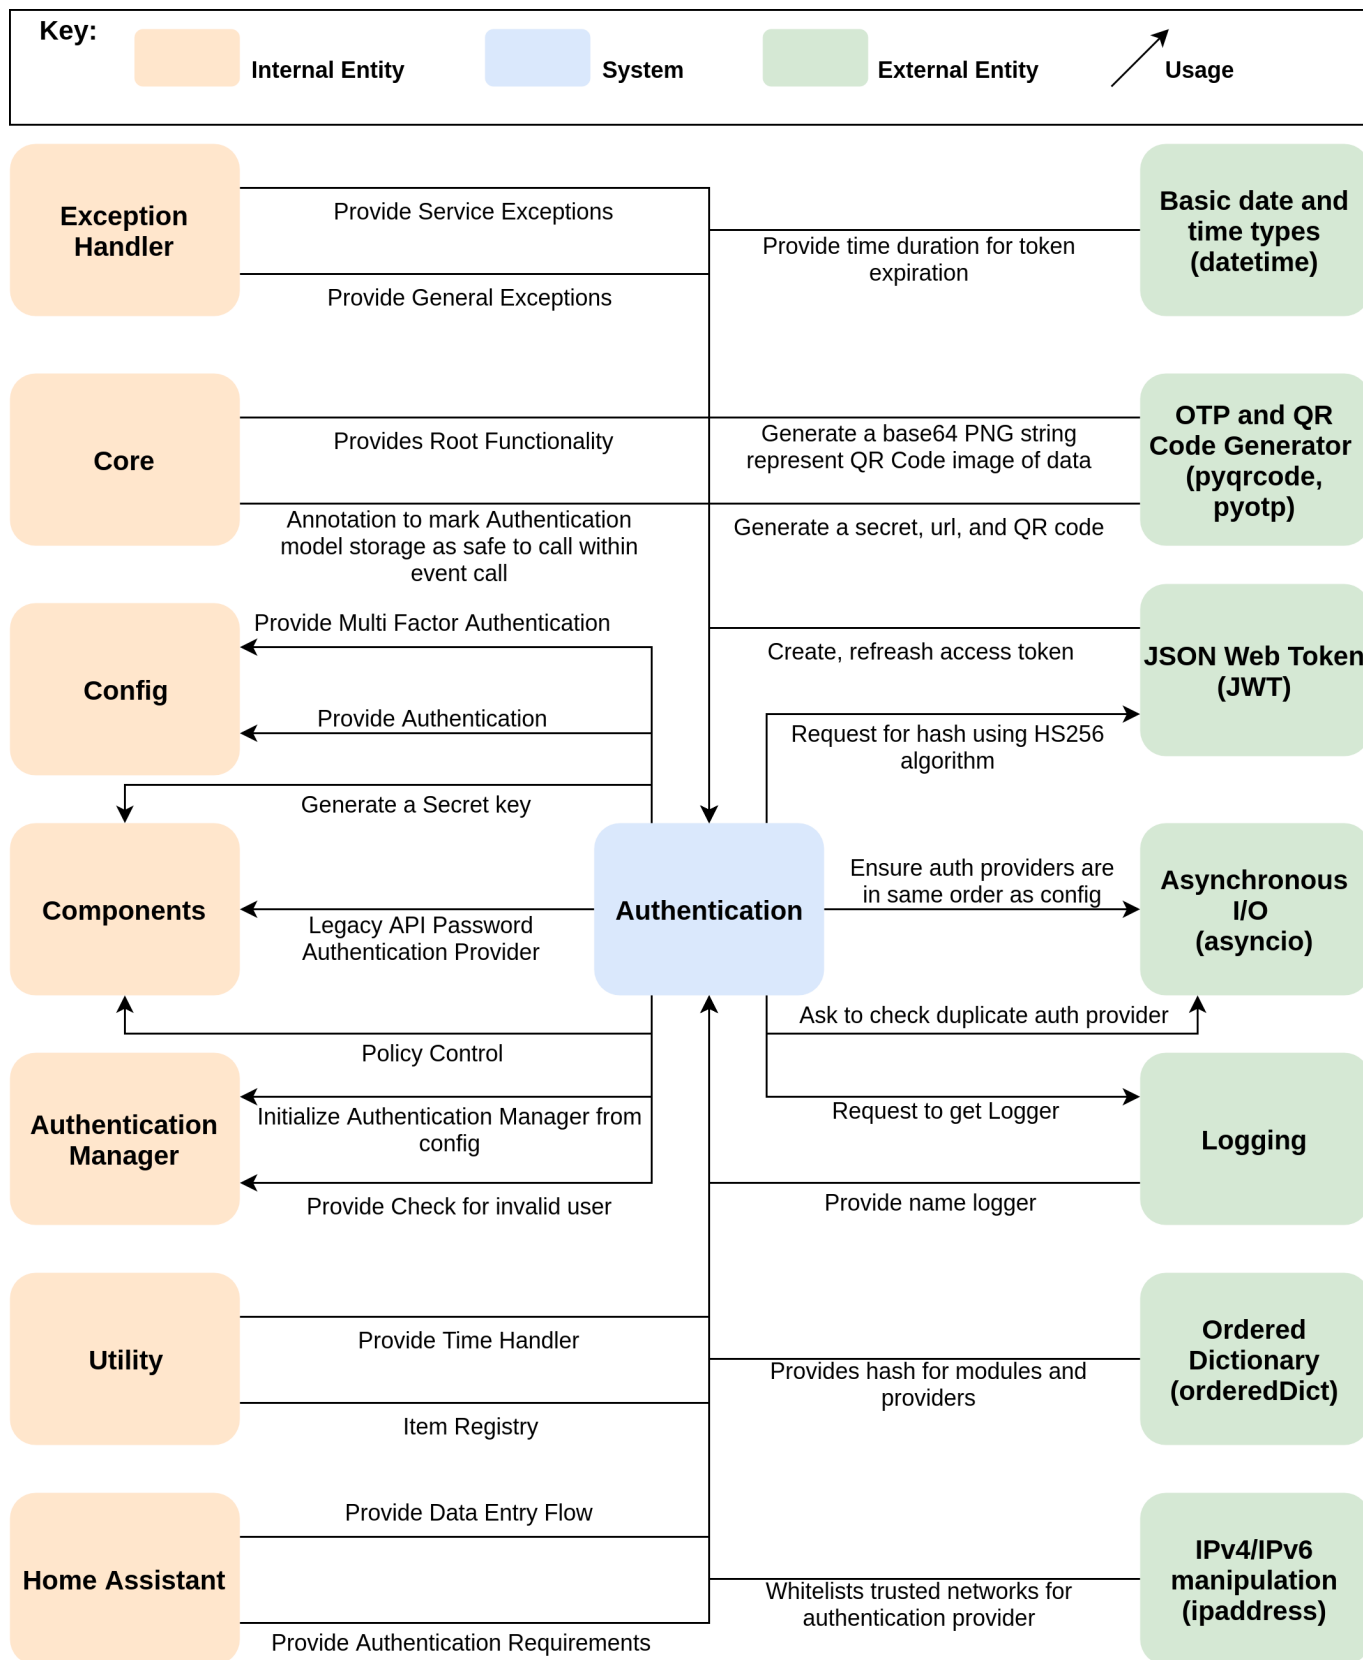 Key:
Internal Entity
System
External Entity
Usage
Exception
Handler
Provide Service Exceptions
Provide General Exceptions
Basic date and
time types
(datetime)
Provide time duration for token
expiration
Core
Provides Root Functionality
Annotation to mark Authentication
model storage as safe to call within
event call
OTP and QR
Code Generator
(pyqrcode,
pyotp)
Generate a base64 PNG string
represent QR Code image of data
Generate a secret, url, and QR code
Config
Provide Multi Factor Authentication
Provide Authentication
Generate a Secret key
JSON Web Token
(JWT)
Create, refreash access token
Request for hash using HS256
algorithm
Components
Legacy API Password
Authentication Provider
Policy Control
Authentication
Ensure auth providers are
in same order as config
Asynchronous
I/O
(asyncio)
Ask to check duplicate auth provider
Authentication
Manager
Initialize Authentication Manager from
config
Provide Check for invalid user
Request to get Logger
Logging
Provide name logger
Utility
Provide Time Handler
Item Registry
Ordered
Dictionary
(orderedDict)
Provides hash for modules and
providers
Home Assistant
Provide Data Entry Flow
Provide Authentication Requirements
IPv4/IPv6
manipulation
(ipaddress)
Whitelists trusted networks for
authentication provider